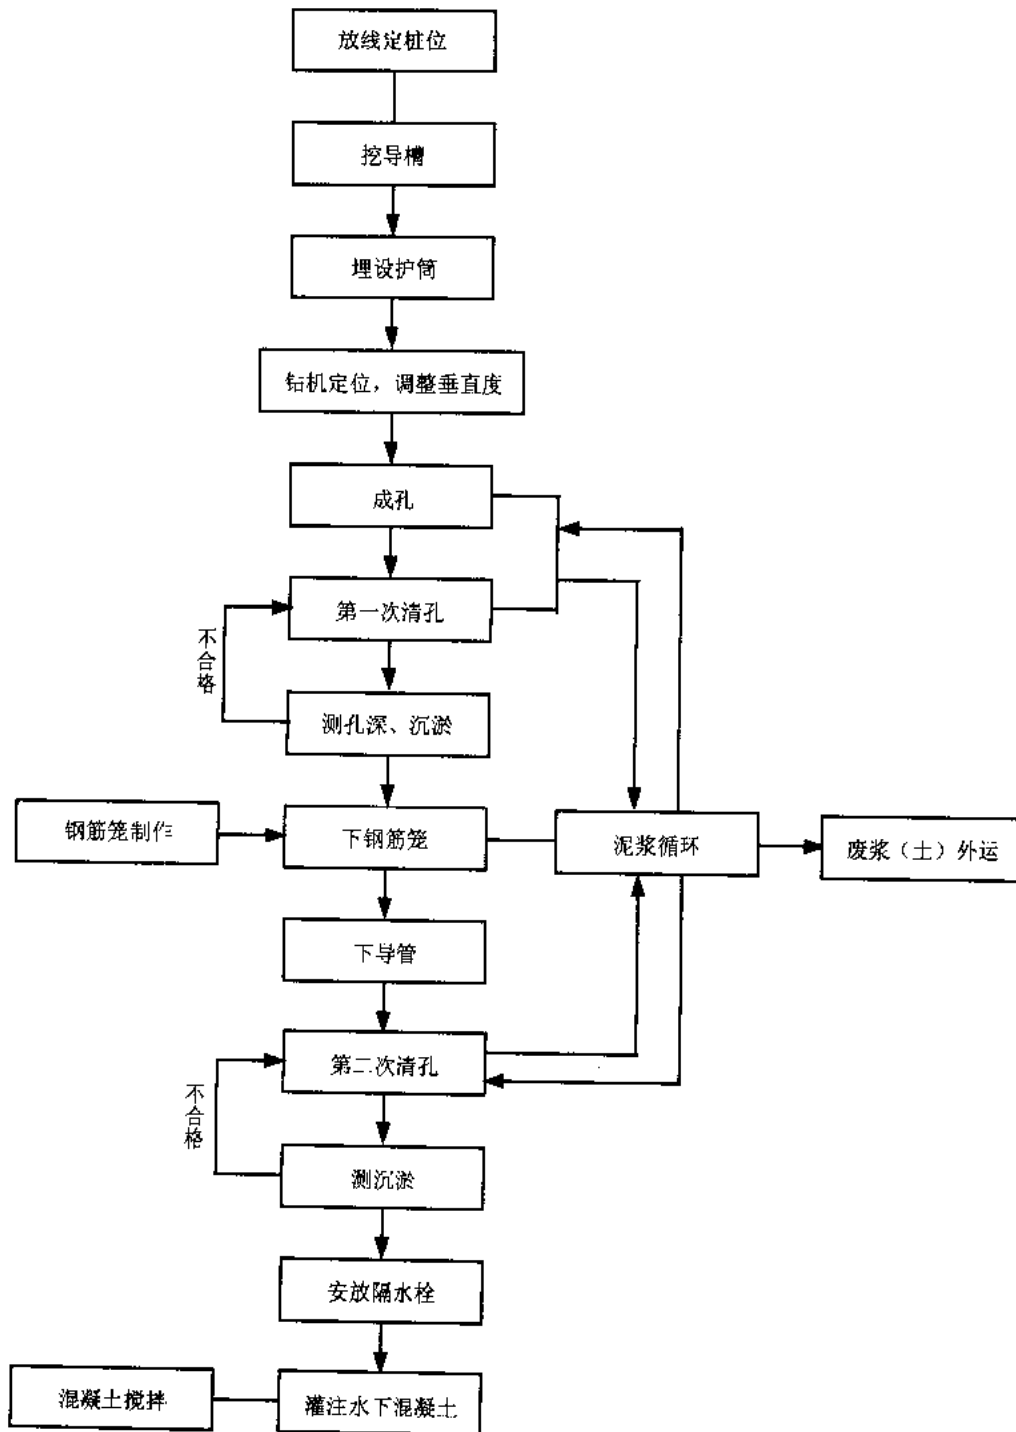 放线定桩位
挖导槽
埋设护筒
钻机定位，调整垂直度
成孔
第一次清孔
不合格
测孔深、沉淤
钢筋笼制作
下钢筋笼
泥浆循环
废浆（土）外运
下导管
第二次清孔
不合格
测沉淤
安放隔水栓
混凝土搅拌
灌注水下混凝土